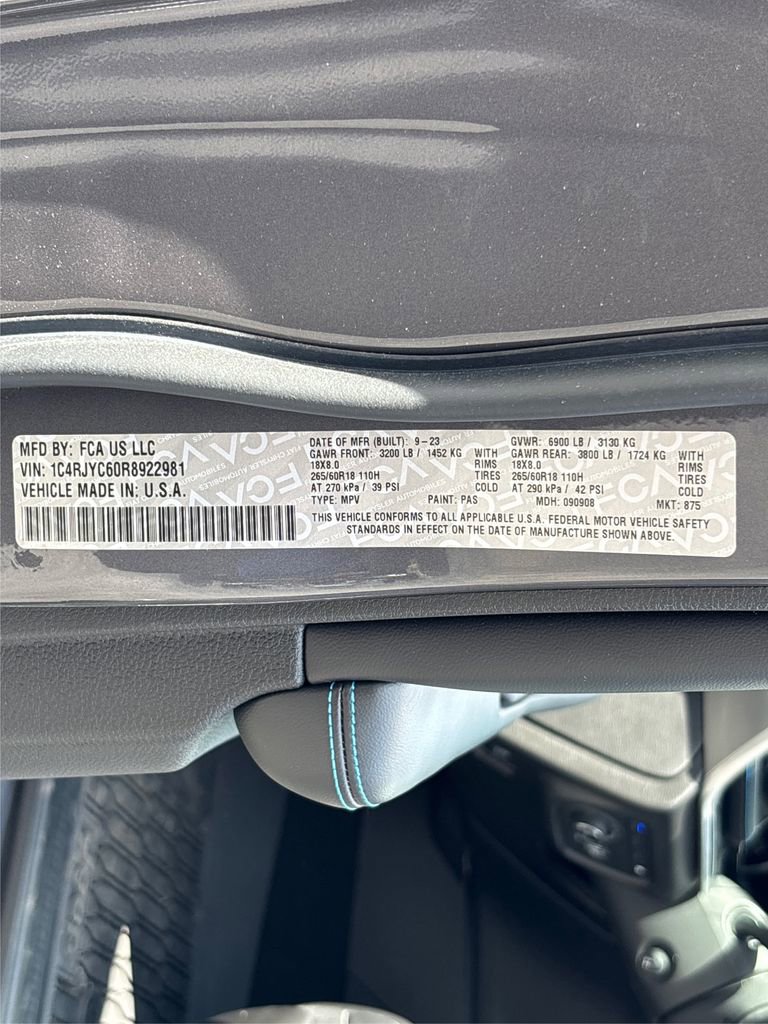 MFD BY: FCA US LLC
VIN: 1C4RJYC60R8922981
VEHICLE MADE IN: U.S.A.
DATE OF MFR (BUILT): 9-23
GAWR FRONT: 3200 LB / 1452 KG WITH
18X8.0 RIMS
265/60R18 110H TIRES
AT 270 kPa / 39 PSI COLD
TYPE: MPV PAINT: PAS
GVWR: 6900 LB / 3130 KG
GAWR REAR: 3800 LB / 1724 KG WITH
18X8.0 RIMS
265/60R18 110H TIRES
AT 290 kPa / 42 PSI COLD
MDH: 090908 MKT: 875
THIS VEHICLE CONFORMS TO ALL APPLICABLE U.S.A. FEDERAL MOTOR VEHICLE SAFETY
STANDARDS IN EFFECT ON THE DATE OF MANUFACTURE SHOWN ABOVE.